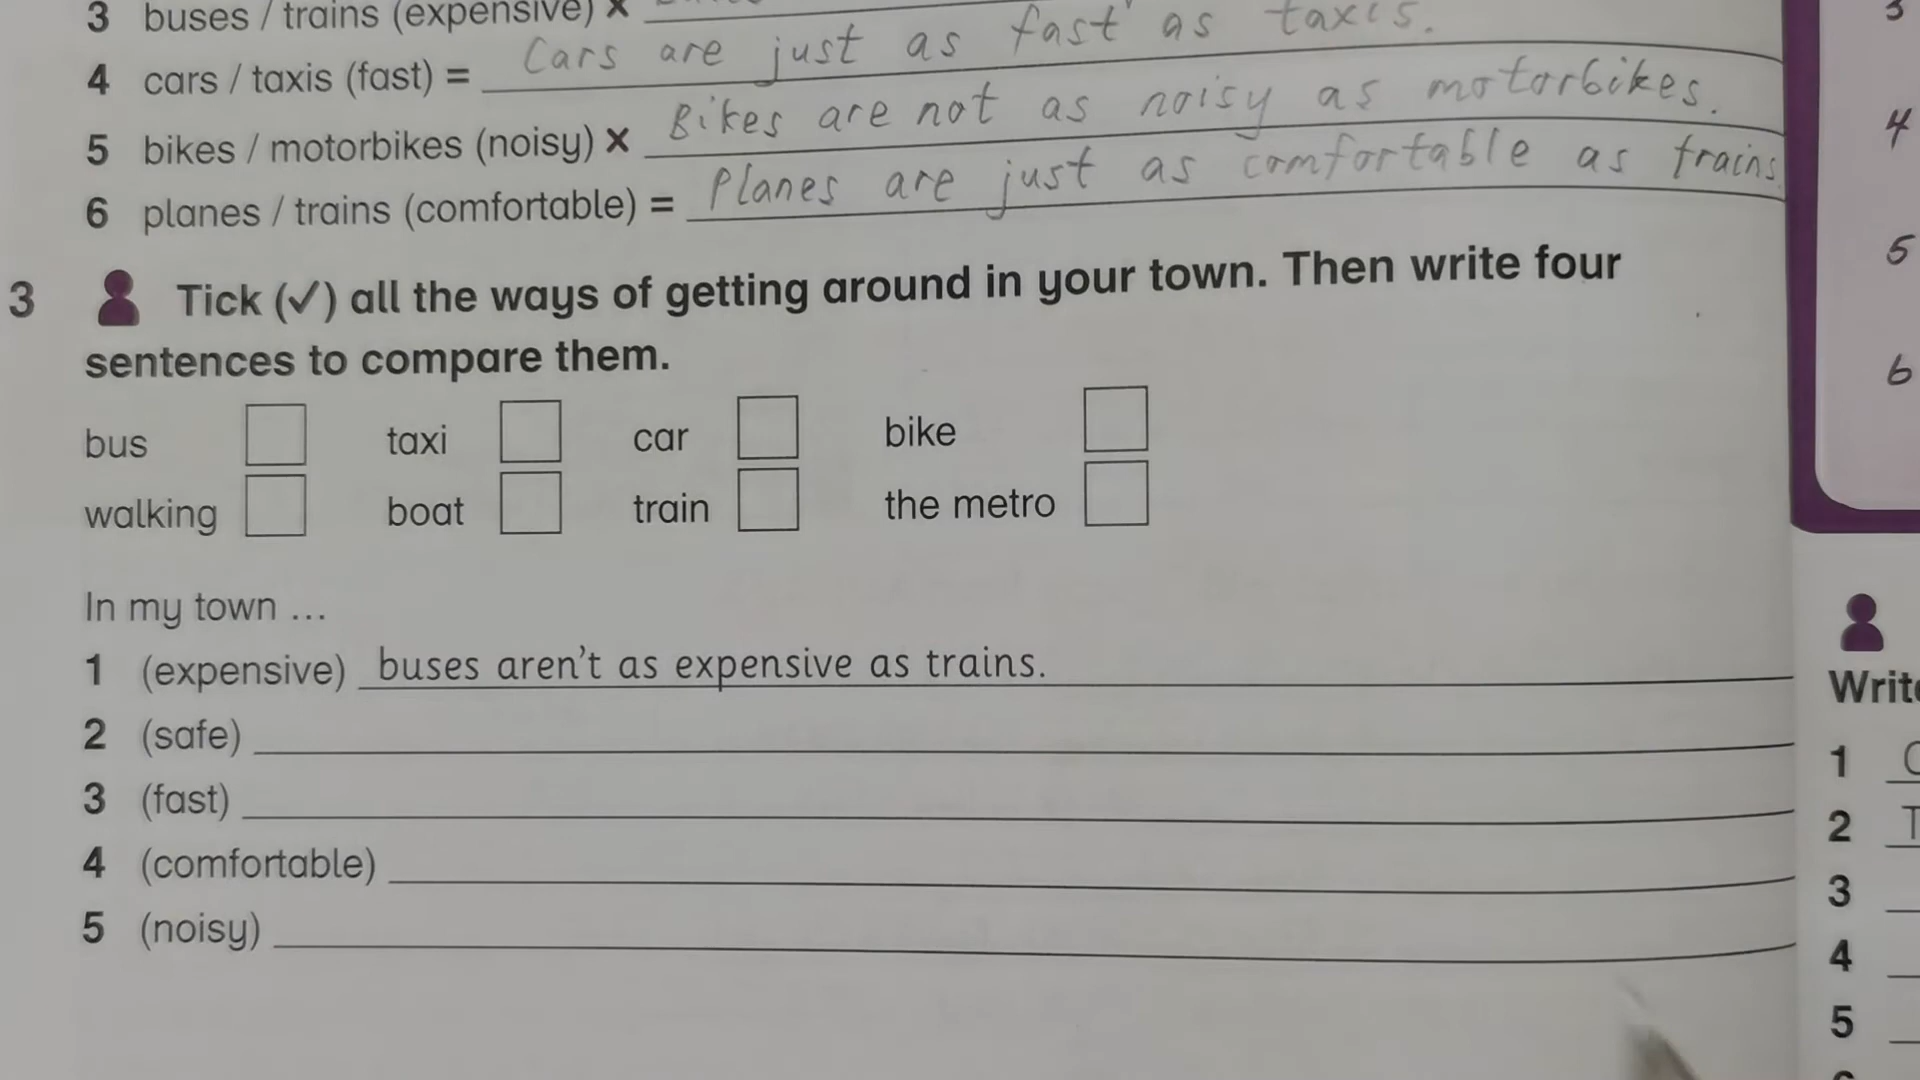 3 buses / trains (expensive) ×
4 cars / taxis (fast) = Cars are just as fast as taxis.
5 bikes / motorbikes (noisy) × Bikes are not as noisy as motorbikes.
6 planes / trains (comfortable) = Planes are just as comfortable as trains.
3 Tick (✓) all the ways of getting around in your town. Then write four
sentences to compare them.
bus taxi car bike
walking boat train the metro
In my town ...
1 (expensive) buses aren't as expensive as trains.
2 (safe)
3 (fast)
4 (comfortable)
5 (noisy)
3
4
5
6
1
2
3
4
5